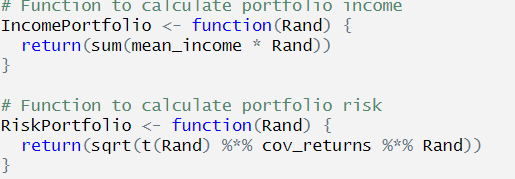 # Function to calculate portfolio income
IncomePortfolio <- function(Rand) {
  return(sum(mean_income * Rand))
}

# Function to calculate portfolio risk
RiskPortfolio <- function(Rand) {
  return(sqrt(t(Rand) %*% cov_returns %*% Rand))
}